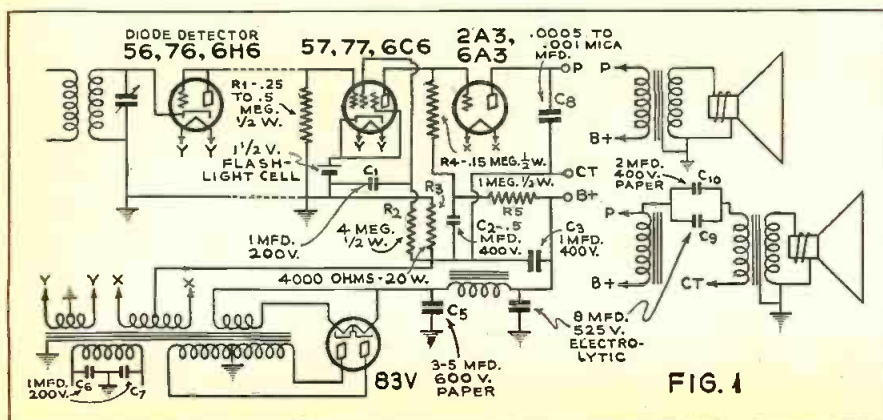 DIODE DETECTOR
56, 76, 6H6
57, 77, 6C6
2A3,
6A3
.0005 TO
.001 MICA
MFD.
R1-.25
TO .5
MEG.
1/2 W.
Y Y
Y Y
X X
C8
P
P
B+
1 1/2 V.
FLASH-
LIGHT CELL
C1
R4-.15 MEG. 1/2 W.
1 MEG. 1/2 W.
R5
CT
B+
2 MFD.
400 V.
PAPER
C10
P
C9
1 MFD.
200V.
R2
R3
4 MEG.
1/2 W.
C2-.5
MFD.
400V.
C3
1 MFD.
400V.
B+
CT
4000 OHMS-20 W.
Y Y X X
C5
8 MFD.
525 V.
ELECTRO-
LYTIC
1 MFD.
200V.
C6
C7
83V
3-5 MFD.
600 V.
PAPER
FIG. 1